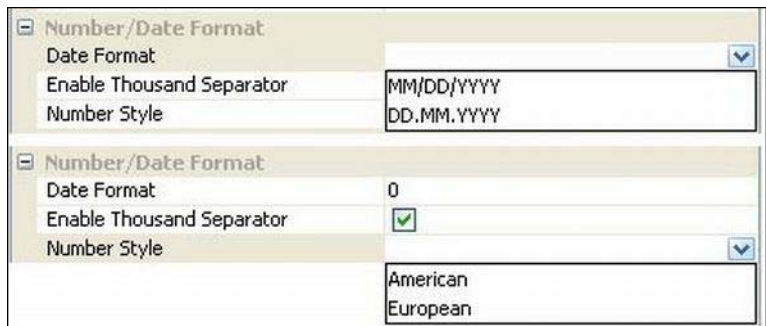 Number/Date Format
Date Format
Enable Thousand Separator
MM/DD/YYYY
Number Style
DD.MM.YYYY
Number/Date Format
Date Format 0
Enable Thousand Separator
Number Style
American
European